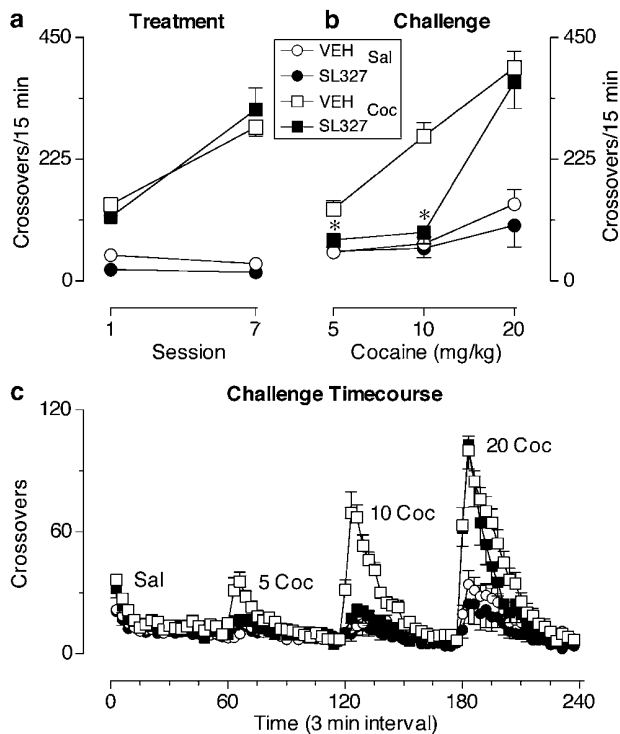 a Treatment
b Challenge
450
225
0
Crossovers/15 min
VEH Sal
SL327
VEH Coc
SL327
450
225
0
Crossovers/15 min
*
*
1 7
Session
5 10 20
Cocaine (mg/kg)
c Challenge Timecourse
120
60
0
Crossovers
Sal
5 Coc
10 Coc
20 Coc
0 60 120 180 240
Time (3 min interval)